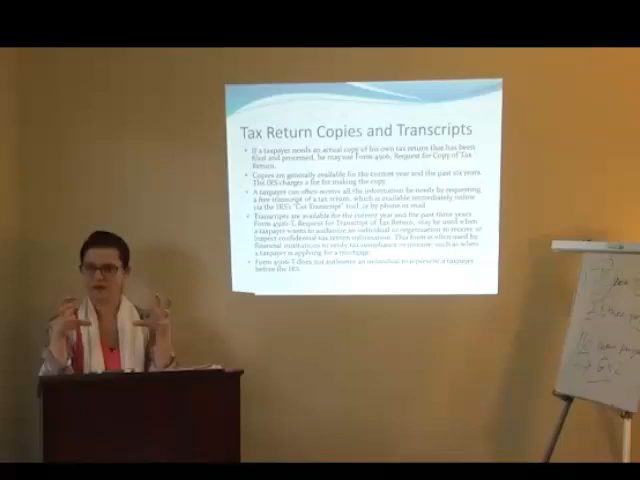 Tax Return Copies and Transcripts
• If a taxpayer needs an actual copy of his own tax return that has been
filed and processed, he may use Form 4506, Request for Copy of Tax
Return.
• Copies are generally available for the current year and the past six years.
The IRS charges a fee for making the copy.
• A taxpayer can often receive all the information he needs by requesting
a free transcript of a tax return, which is available immediately online
via the IRS's "Get Transcript" tool, or by phone or mail.
• Transcripts are available for the current year and the past three years.
Form 4506-T, Request for Transcript of Tax Return, may be used when
a taxpayer wants to authorize an individual or organization to receive or
inspect confidential tax return information. This form is often used by
financial institutions to verify tax compliance or income, such as when
a taxpayer is applying for a mortgage.
• Form 4506-T does not authorize an individual to represent a taxpayer
before the IRS.